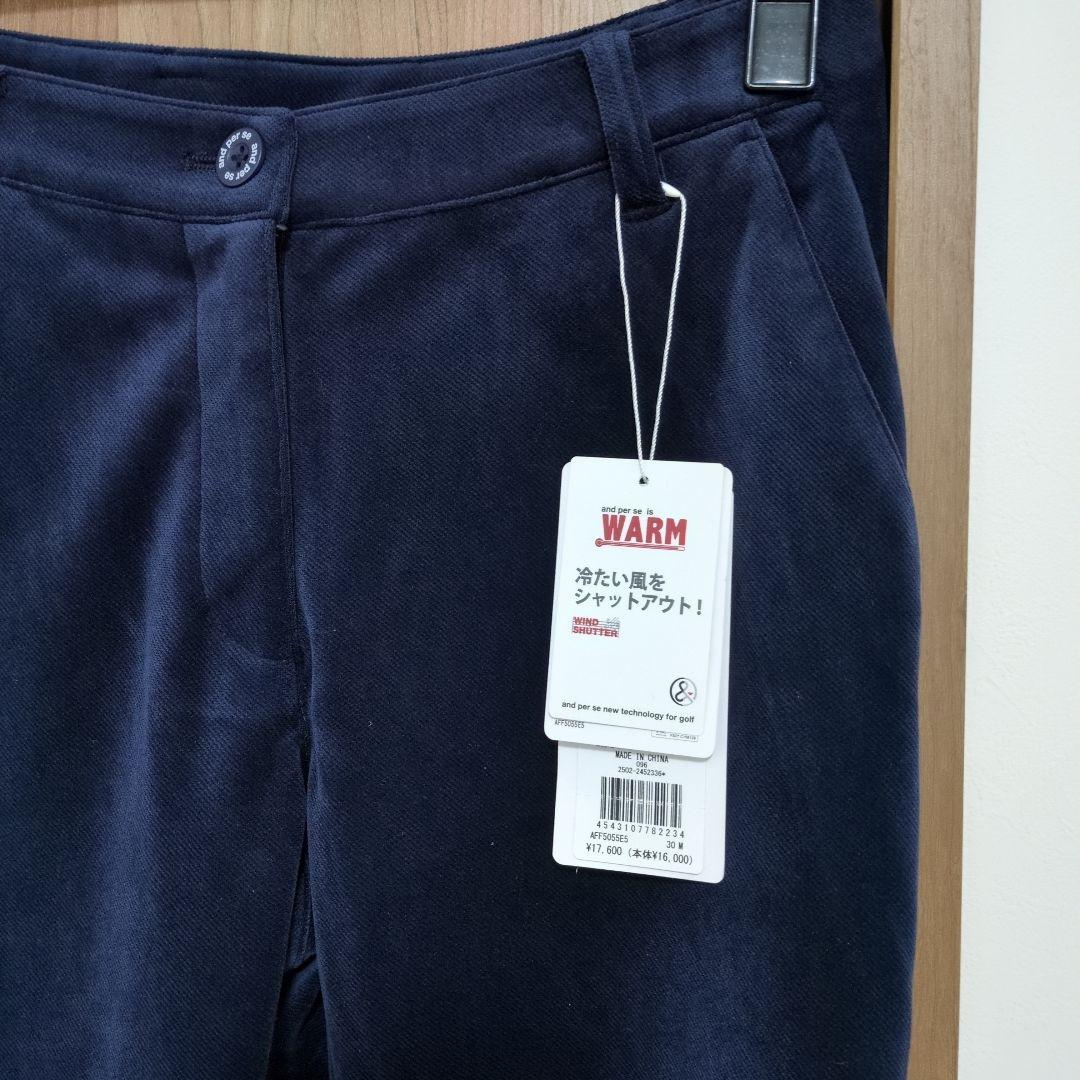 and per se and per se
and per se is
WARM
冷たい風を
シャットアウト!
WIND
SHUTTER
&
and per se new technology for golf
AFF5055E5
MADE IN CHINA
096
2502-2452336*
4543107782234
AFF5055E5 30 M
¥17,600 (本体¥16,000)